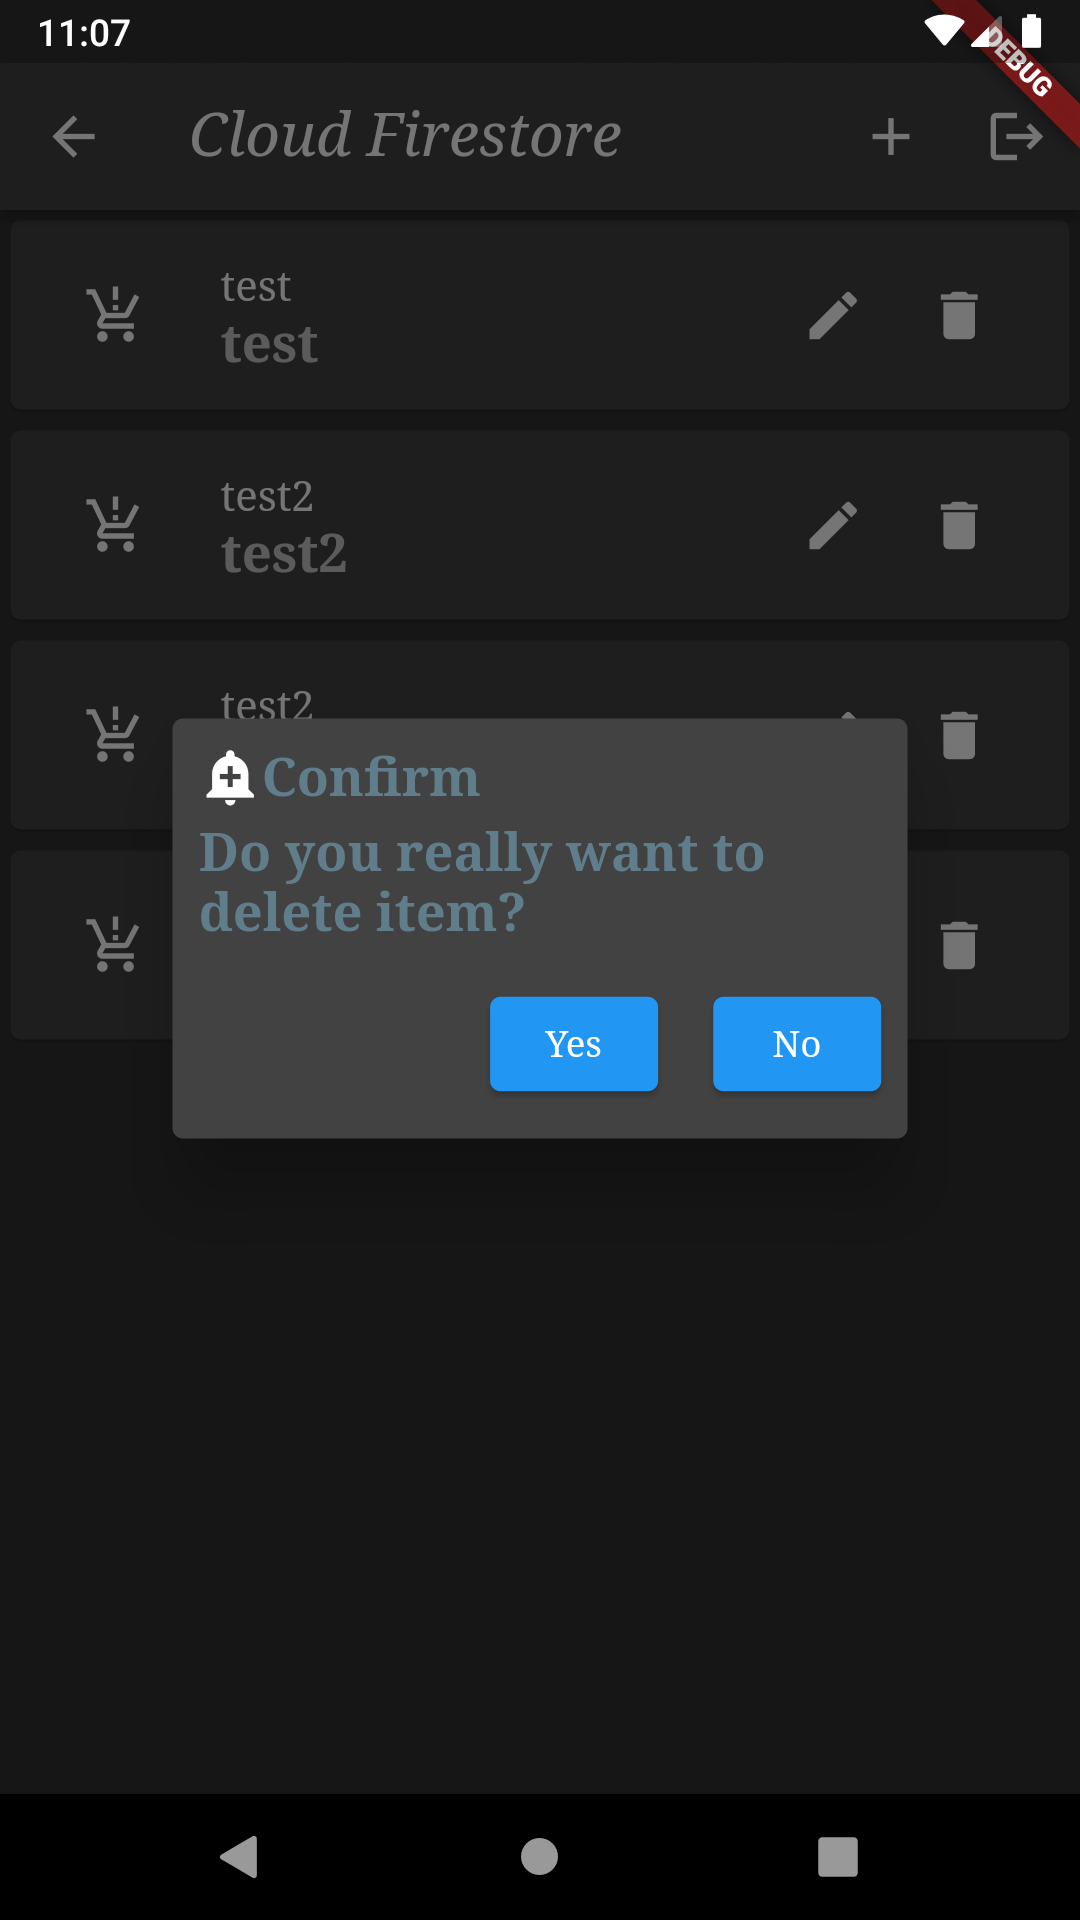 11:07
DEBUG
Cloud Firestore
test
test
test2
test2
test2
Confirm
Do you really want to
delete item?
Yes
No